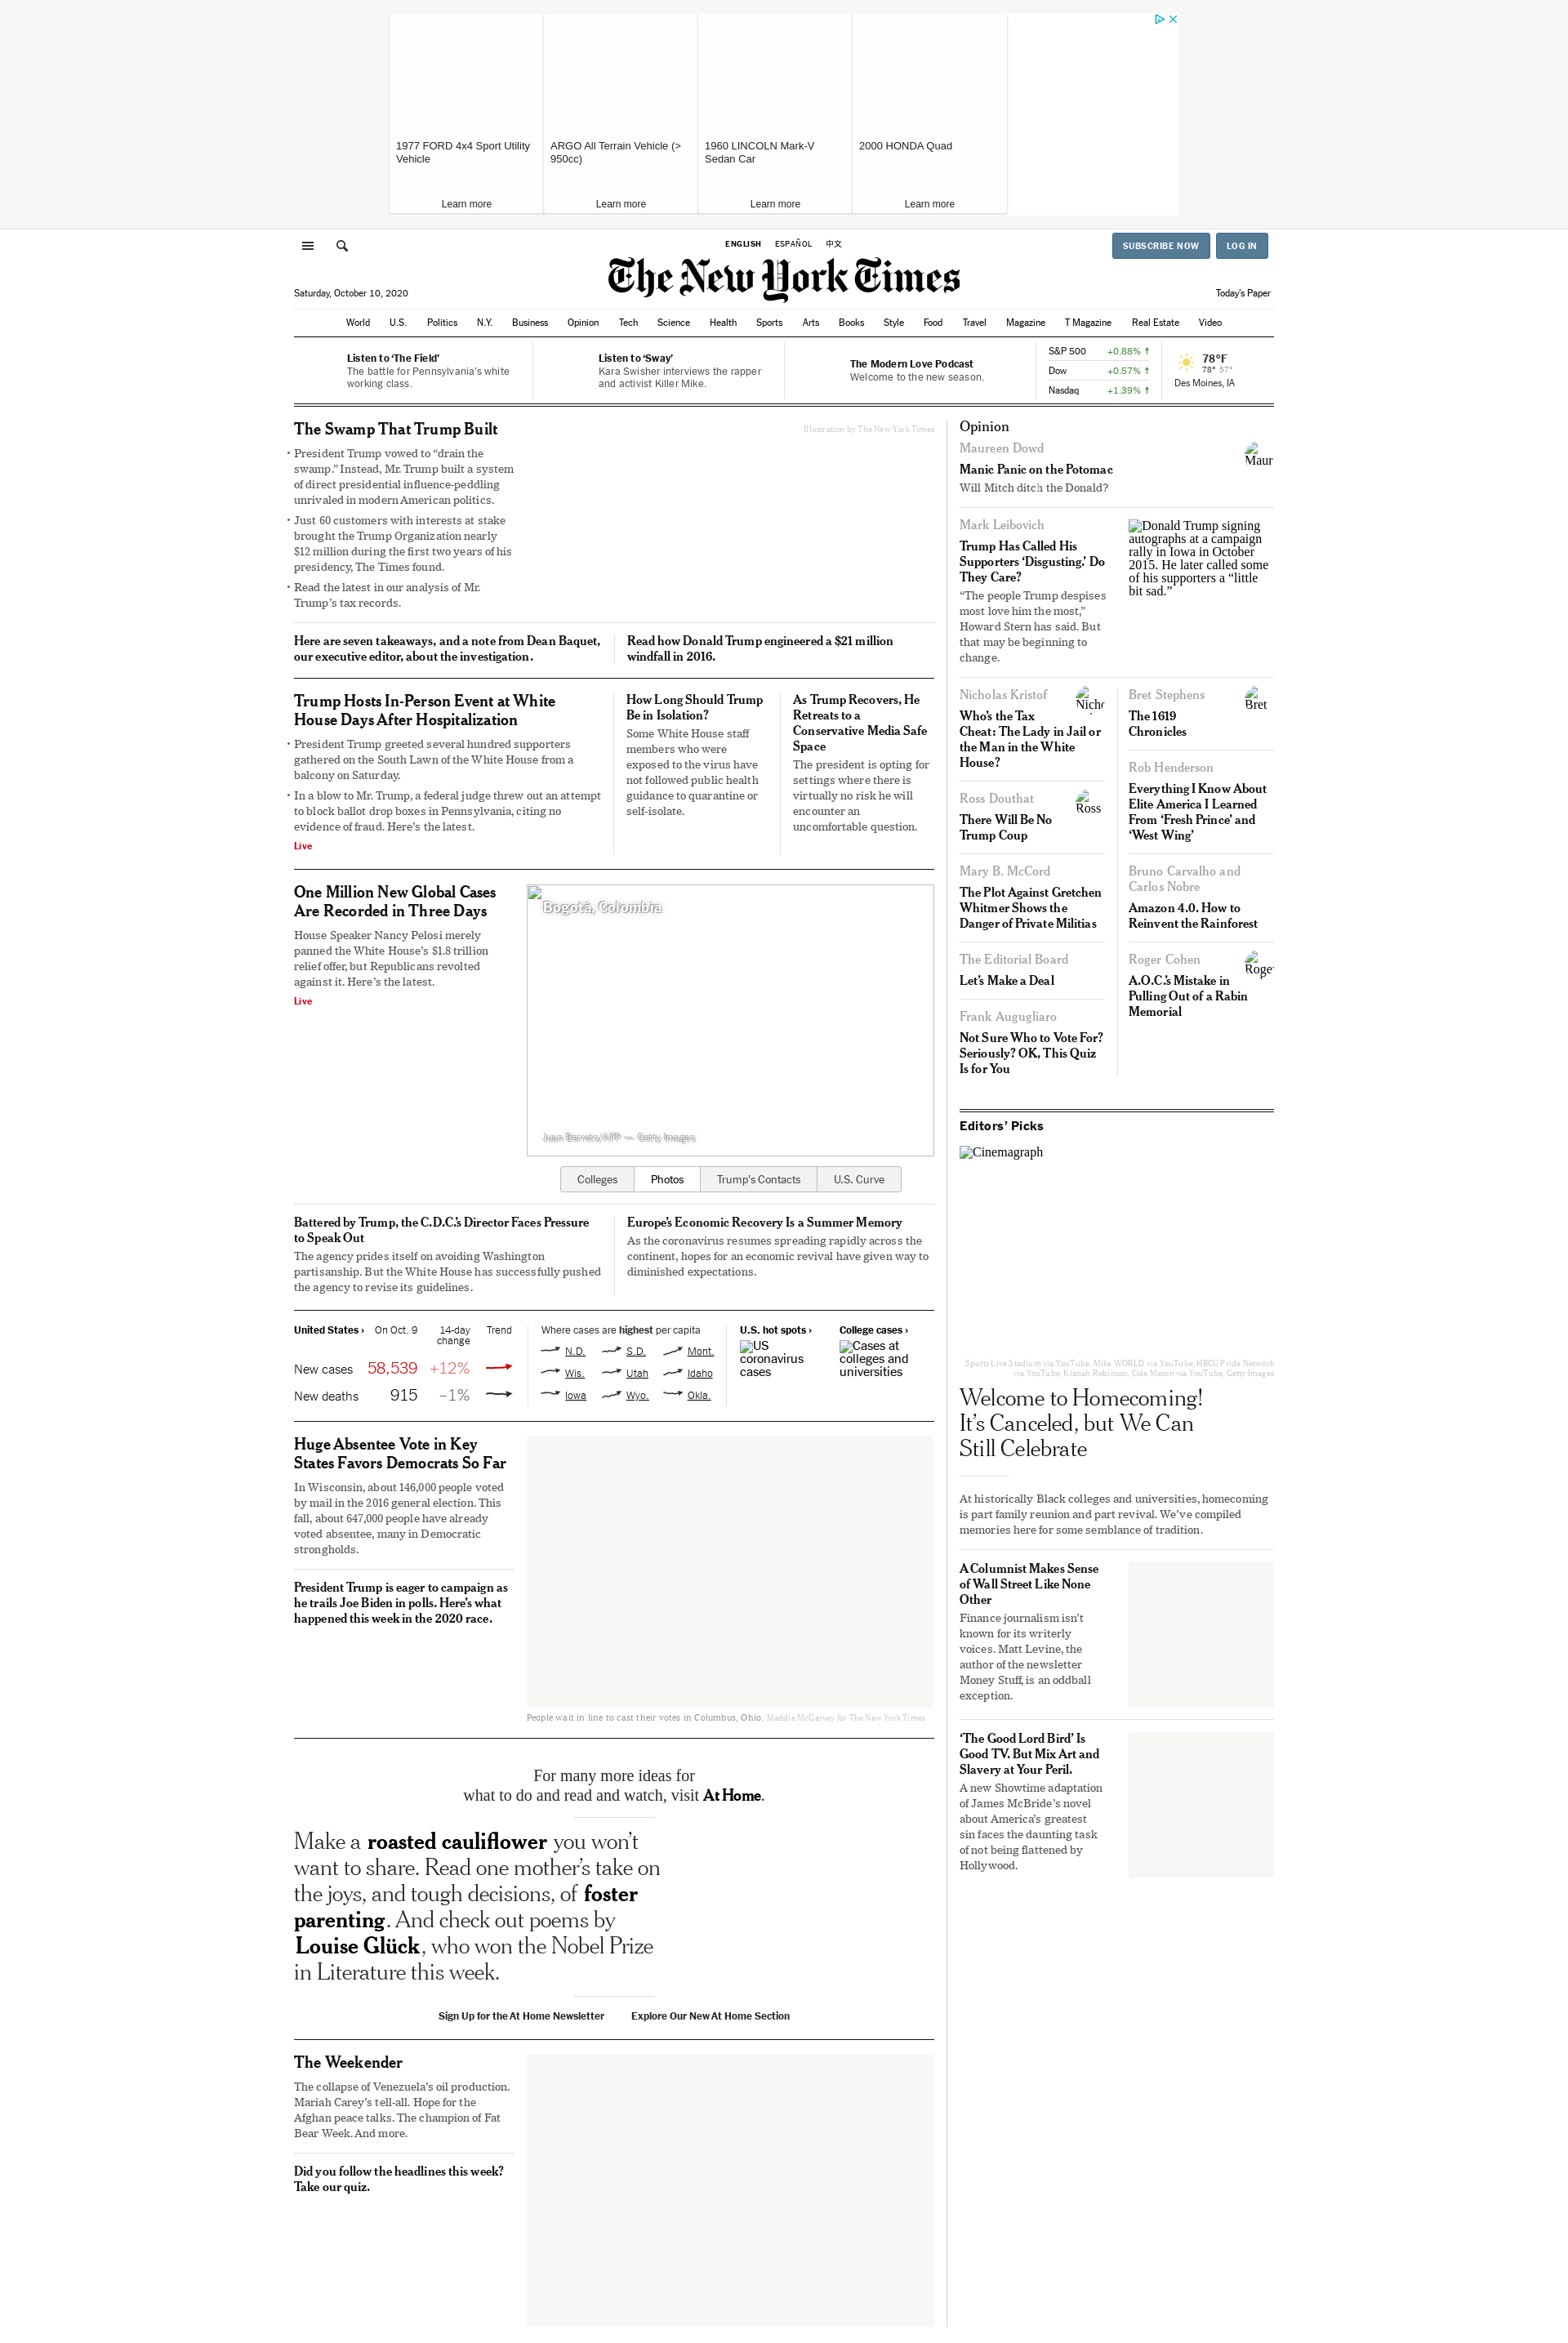 1977 FORD 4x4 Sport Utility
Vehicle
Learn more
ARGO All Terrain Vehicle (>
950cc)
Learn more
1960 LINCOLN Mark-V
Sedan Car
Learn more
2000 HONDA Quad
Learn more
ENGLISH ESPAÑOL 中文
SUBSCRIBE NOW LOG IN
The New York Times
Saturday, October 10, 2020
Today's Paper
World U.S. Politics N.Y. Business Opinion Tech Science Health Sports Arts Books Style Food Travel Magazine T Magazine Real Estate Video
Listen to ‘The Field’
The battle for Pennsylvania’s white
working class.
Listen to ‘Sway’
Kara Swisher interviews the rapper
and activist Killer Mike.
The Modern Love Podcast
Welcome to the new season.
S&P 500 +0.88% ↑
Dow +0.57% ↑
Nasdaq +1.39% ↑
78°F
78° 57°
Des Moines, IA
The Swamp That Trump Built
• President Trump vowed to “drain the
swamp.” Instead, Mr. Trump built a system
of direct presidential influence-peddling
unrivaled in modern American politics.
• Just 60 customers with interests at stake
brought the Trump Organization nearly
$12 million during the first two years of his
presidency, The Times found.
• Read the latest in our analysis of Mr.
Trump’s tax records.
Illustration by The New York Times
Here are seven takeaways, and a note from Dean Baquet,
our executive editor, about the investigation.
Read how Donald Trump engineered a $21 million
windfall in 2016.
Trump Hosts In-Person Event at White
House Days After Hospitalization
• President Trump greeted several hundred supporters
gathered on the South Lawn of the White House from a
balcony on Saturday.
• In a blow to Mr. Trump, a federal judge threw out an attempt
to block ballot drop boxes in Pennsylvania, citing no
evidence of fraud. Here’s the latest.
Live
How Long Should Trump
Be in Isolation?
Some White House staff
members who were
exposed to the virus have
not followed public health
guidance to quarantine or
self-isolate.
As Trump Recovers, He
Retreats to a
Conservative Media Safe
Space
The president is opting for
settings where there is
virtually no risk he will
encounter an
uncomfortable question.
One Million New Global Cases
Are Recorded in Three Days
House Speaker Nancy Pelosi merely
panned the White House’s $1.8 trillion
relief offer, but Republicans revolted
against it. Here’s the latest.
Live
Bogotá, Colombia
Juan Barreto/AFP — Getty Images
Colleges Photos Trump’s Contacts U.S. Curve
Battered by Trump, the C.D.C.’s Director Faces Pressure
to Speak Out
The agency prides itself on avoiding Washington
partisanship. But the White House has successfully pushed
the agency to revise its guidelines.
Europe’s Economic Recovery Is a Summer Memory
As the coronavirus resumes spreading rapidly across the
continent, hopes for an economic revival have given way to
diminished expectations.
United States › On Oct. 9 14-day
change Trend
New cases 58,539 +12%
New deaths 915 –1%
Where cases are highest per capita
N.D. S.D. Mont.
Wis. Utah Idaho
Iowa Wyo. Okla.
U.S. hot spots ›
US
coronavirus
cases
College cases ›
Cases at
colleges and
universities
Huge Absentee Vote in Key
States Favors Democrats So Far
In Wisconsin, about 146,000 people voted
by mail in the 2016 general election. This
fall, about 647,000 people have already
voted absentee, many in Democratic
strongholds.
President Trump is eager to campaign as
he trails Joe Biden in polls. Here’s what
happened this week in the 2020 race.
People wait in line to cast their votes in Columbus, Ohio. Maddie McGarvey for The New York Times
For many more ideas for
what to do and read and watch, visit At Home.
Make a roasted cauliflower you won’t
want to share. Read one mother’s take on
the joys, and tough decisions, of foster
parenting. And check out poems by
Louise Glück, who won the Nobel Prize
in Literature this week.
Sign Up for the At Home Newsletter Explore Our New At Home Section
The Weekender
The collapse of Venezuela’s oil production.
Mariah Carey’s tell-all. Hope for the
Afghan peace talks. The champion of Fat
Bear Week. And more.
Did you follow the headlines this week?
Take our quiz.
Opinion
Maureen Dowd
Manic Panic on the Potomac
Will Mitch ditch the Donald?
Maur
Mark Leibovich
Trump Has Called His
Supporters ‘Disgusting.’ Do
They Care?
“The people Trump despises
most love him the most,”
Howard Stern has said. But
that may be beginning to
change.
Donald Trump signing
autographs at a campaign
rally in Iowa in October
2015. He later called some
of his supporters a “little
bit sad.”
Nicholas Kristof
Who’s the Tax
Cheat: The Lady in Jail or
the Man in the White
House?
Ross Douthat
Ross
There Will Be No
Trump Coup
Mary B. McCord
The Plot Against Gretchen
Whitmer Shows the
Danger of Private Militias
The Editorial Board
Let’s Make a Deal
Frank Augugliaro
Not Sure Who to Vote For?
Seriously? OK, This Quiz
Is for You
Bret Stephens
Bret
The 1619
Chronicles
Rob Henderson
Everything I Know About
Elite America I Learned
From ‘Fresh Prince’ and
‘West Wing’
Bruno Carvalho and
Carlos Nobre
Amazon 4.0. How to
Reinvent the Rainforest
Roger Cohen
A.O.C.’s Mistake in
Pulling Out of a Rabin
Memorial
Editors’ Picks
Cinemagraph
Sports Live Stadium via YouTube, Mike WORLD via YouTube, HBCU Pride Network
via YouTube, Kianah Robinson, Cole Mason via YouTube, Getty Images
Welcome to Homecoming!
It’s Canceled, but We Can
Still Celebrate
At historically Black colleges and universities, homecoming
is part family reunion and part revival. We’ve compiled
memories here for some semblance of tradition.
A Columnist Makes Sense
of Wall Street Like None
Other
Finance journalism isn’t
known for its writerly
voices. Matt Levine, the
author of the newsletter
Money Stuff, is an oddball
exception.
‘The Good Lord Bird’ Is
Good TV. But Mix Art and
Slavery at Your Peril.
A new Showtime adaptation
of James McBride’s novel
about America’s greatest
sin faces the daunting task
of not being flattened by
Hollywood.